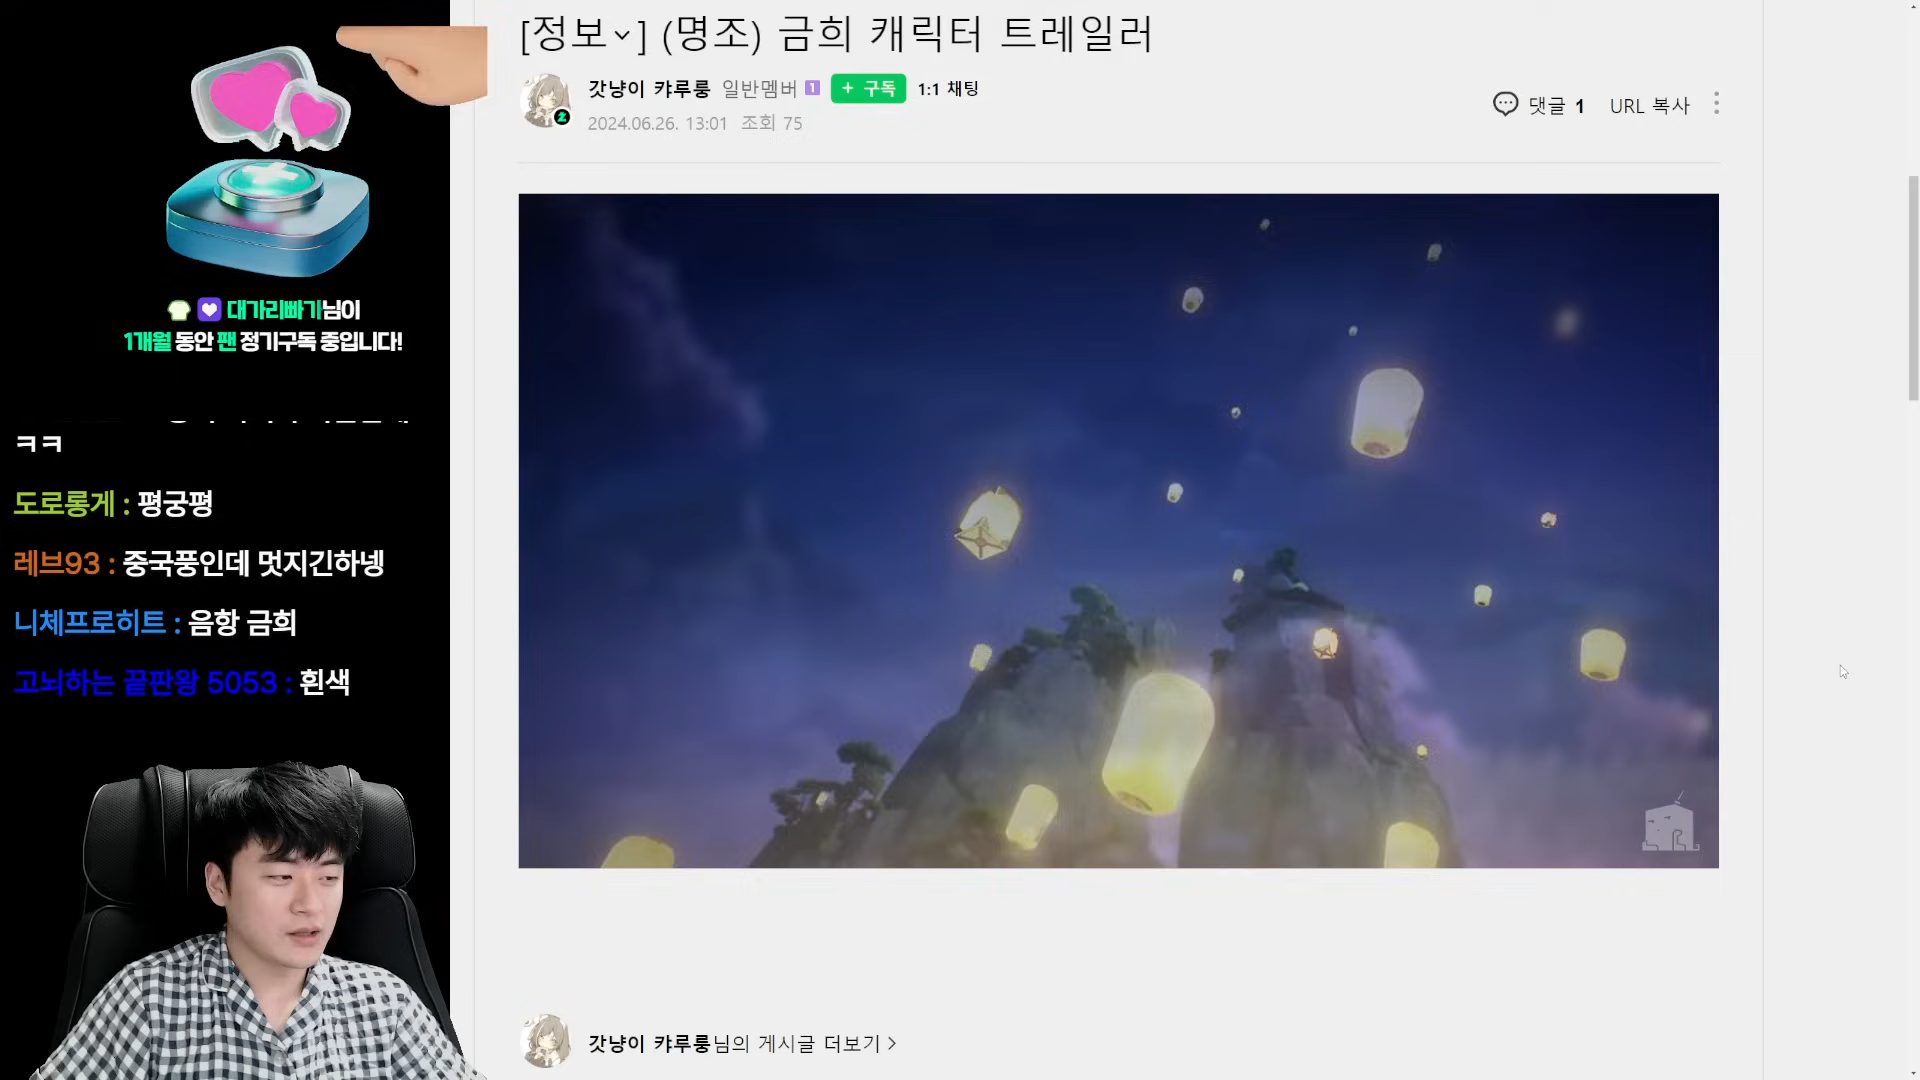 [정보⌄] (명조) 금희 캐릭터 트레일러
갓냥이 캬루룽 일반멤버 1 + 구독 1:1 채팅
2024.06.26. 13:01 조회 75
댓글 1 URL 복사
대가리빠기님이
1개월 동안 팬 정기구독 중입니다!
ㅋㅋ
도로롱게 : 평궁평
레브93 : 중국풍인데 멋지긴하넹
니체프로히트 : 음항 금희
고뇌하는 끝판왕 5053 : 흰색
갓냥이 캬루룽님의 게시글 더보기 >